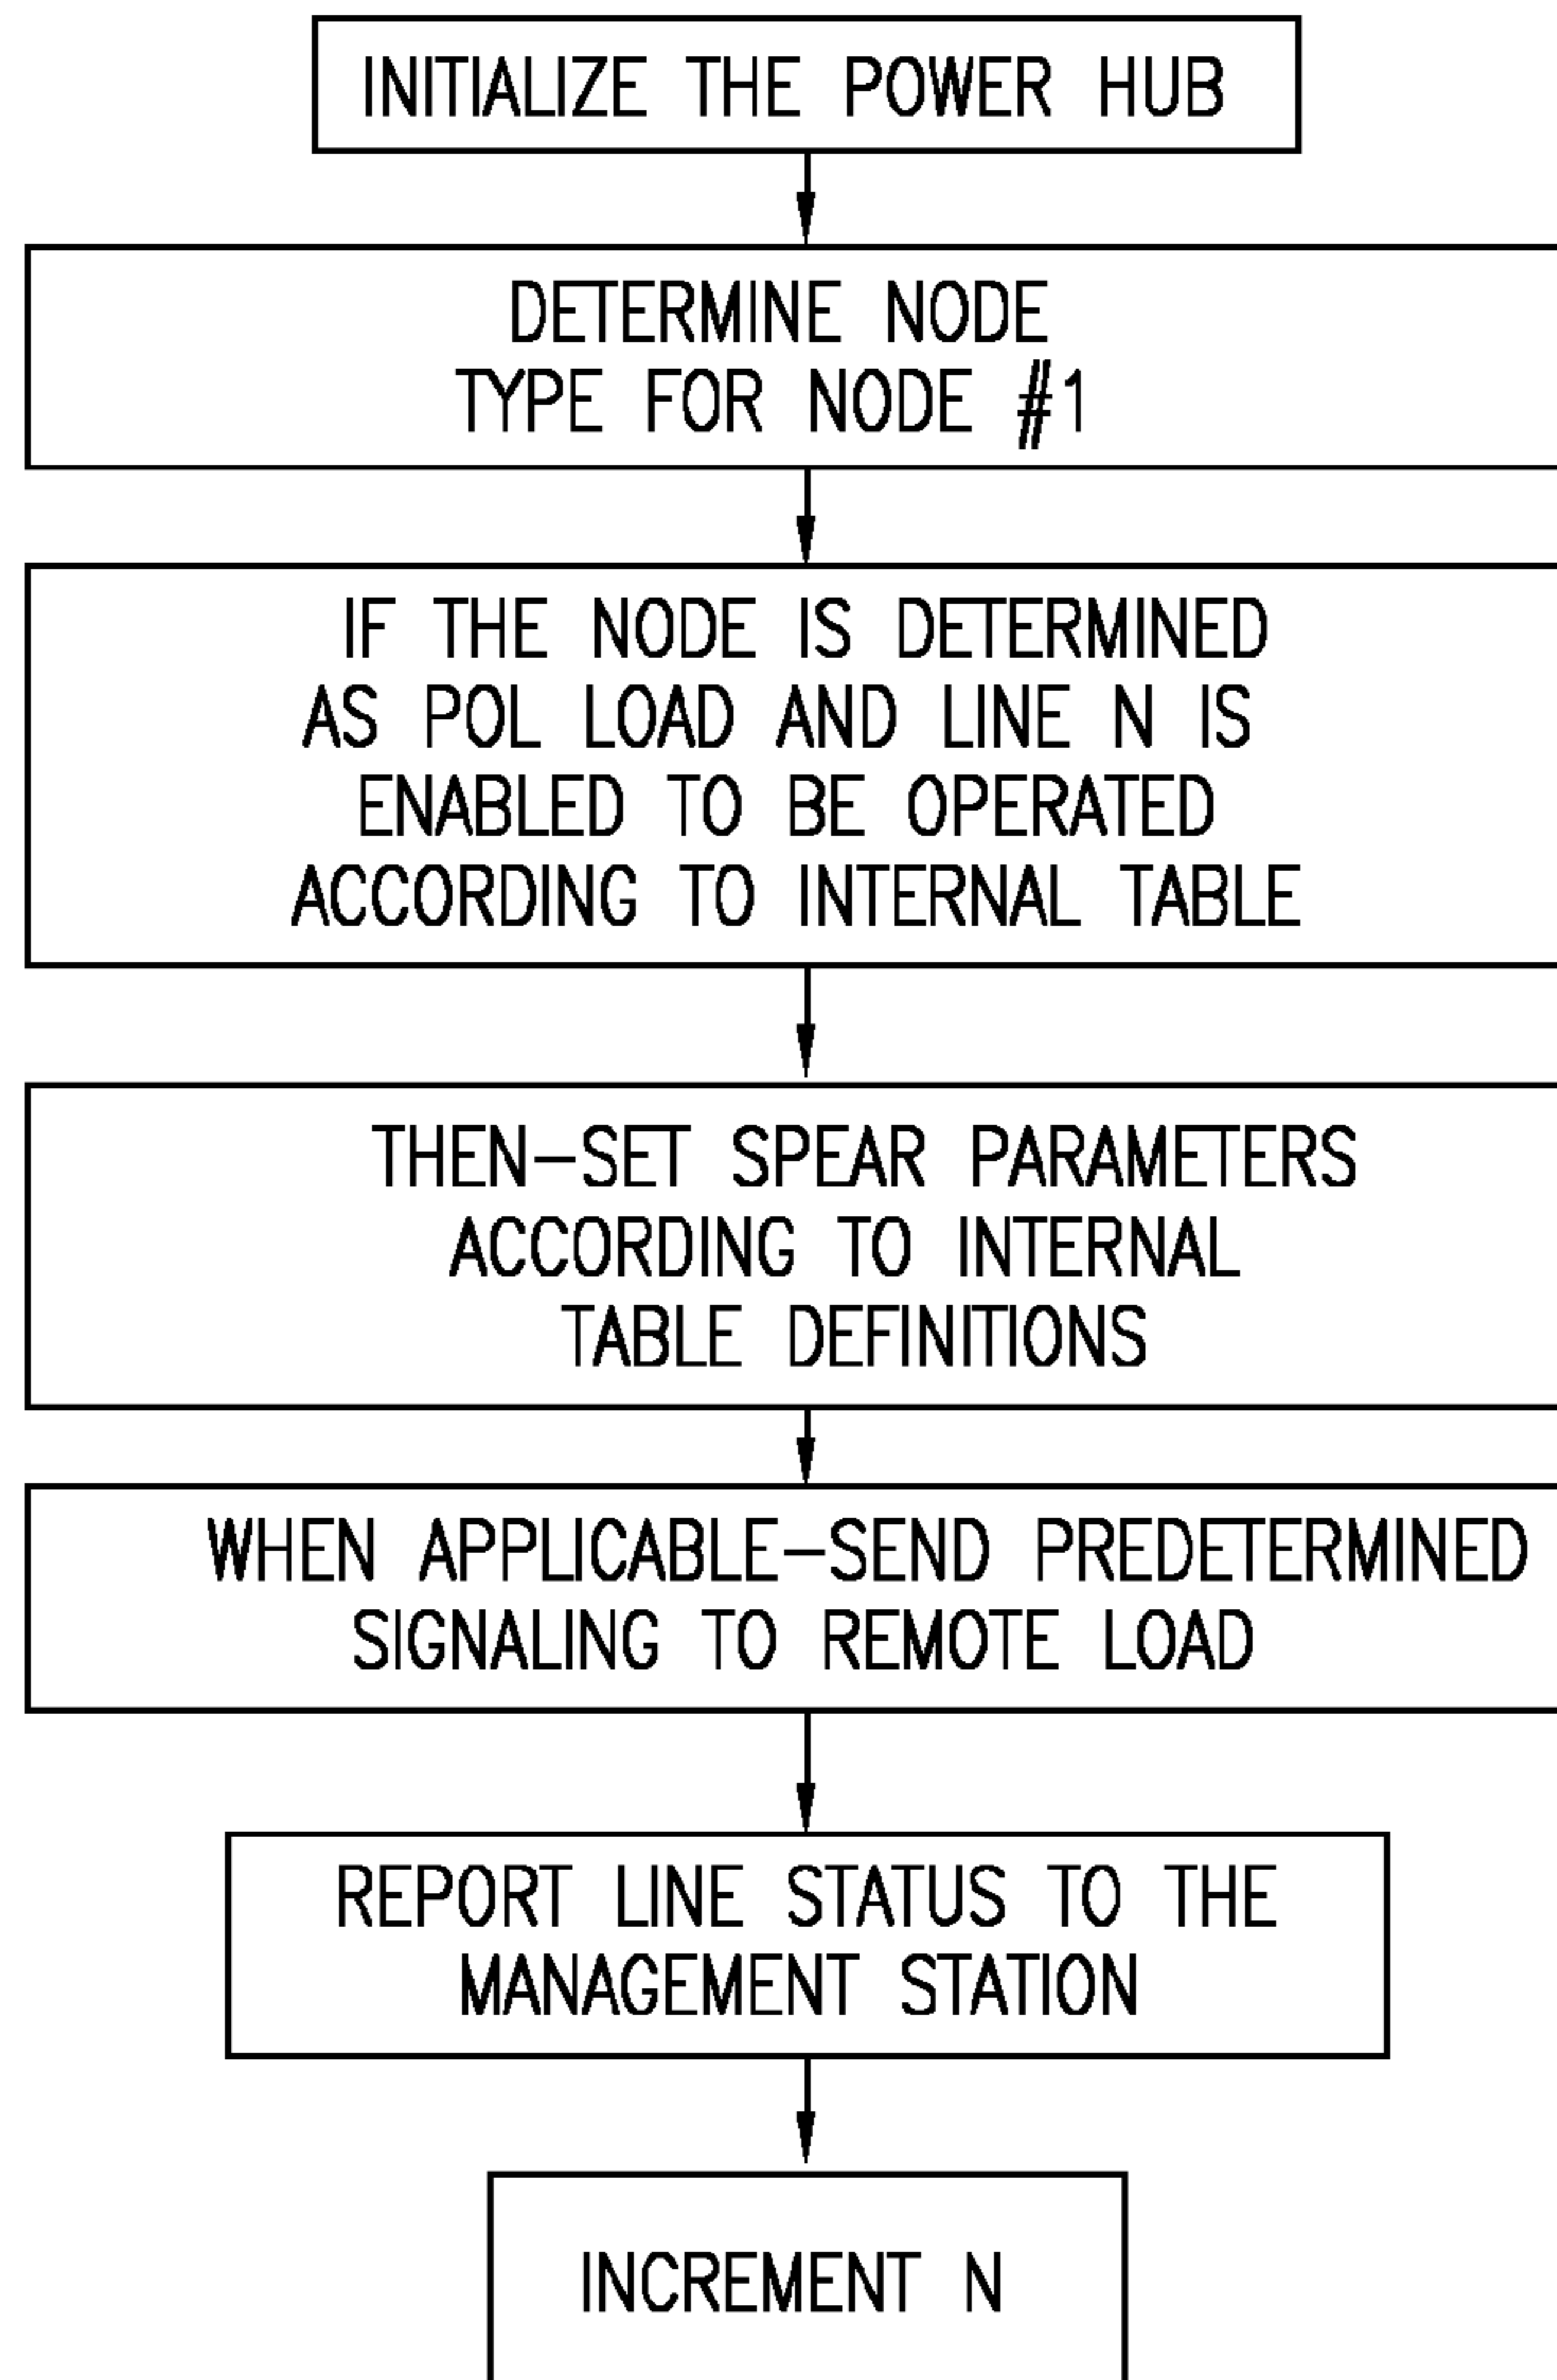 INITIALIZE THE POWER HUB
DETERMINE NODE
TYPE FOR NODE #1
IF THE NODE IS DETERMINED
AS POL LOAD AND LINE N IS
ENABLED TO BE OPERATED
ACCORDING TO INTERNAL TABLE
THEN-SET SPEAR PARAMETERS
ACCORDING TO INTERNAL
TABLE DEFINITIONS
WHEN APPLICABLE-SEND PREDETERMINED
SIGNALING TO REMOTE LOAD
REPORT LINE STATUS TO THE
MANAGEMENT STATION
INCREMENT N